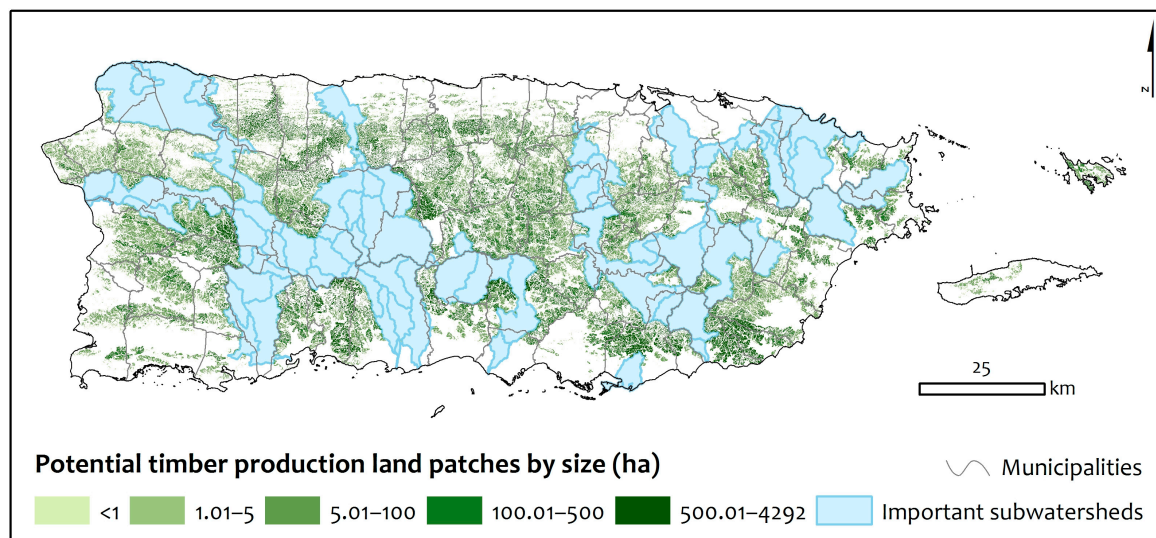 z
25
km
Potential timber production land patches by size (ha)
Municipalities
<1 1.01–5 5.01–100 100.01–500 500.01–4292 Important subwatersheds